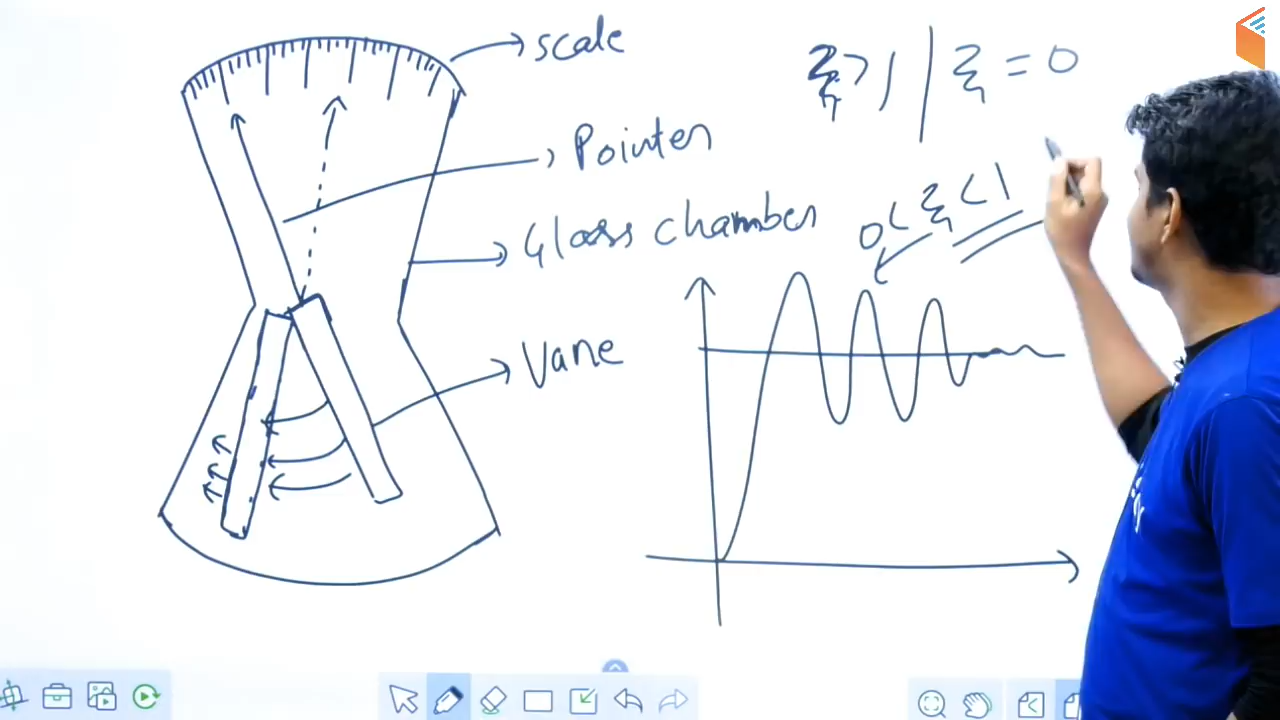 scale
ξ > 1 | ξ = 0
Pointer
0 < ξ < 1
Glass chamber
Vane